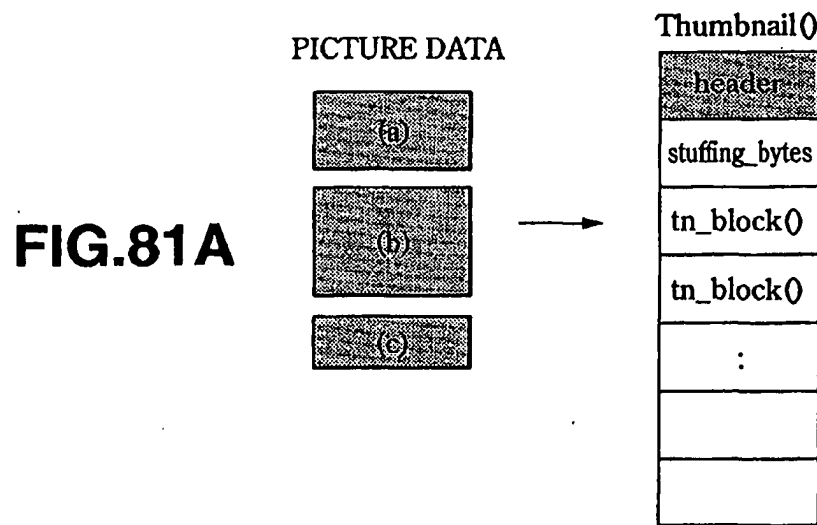 FIG.81A
PICTURE DATA
(a)
(b)
(c)
Thumbnail()
header
stuffing_bytes
tn_block()
tn_block()
: